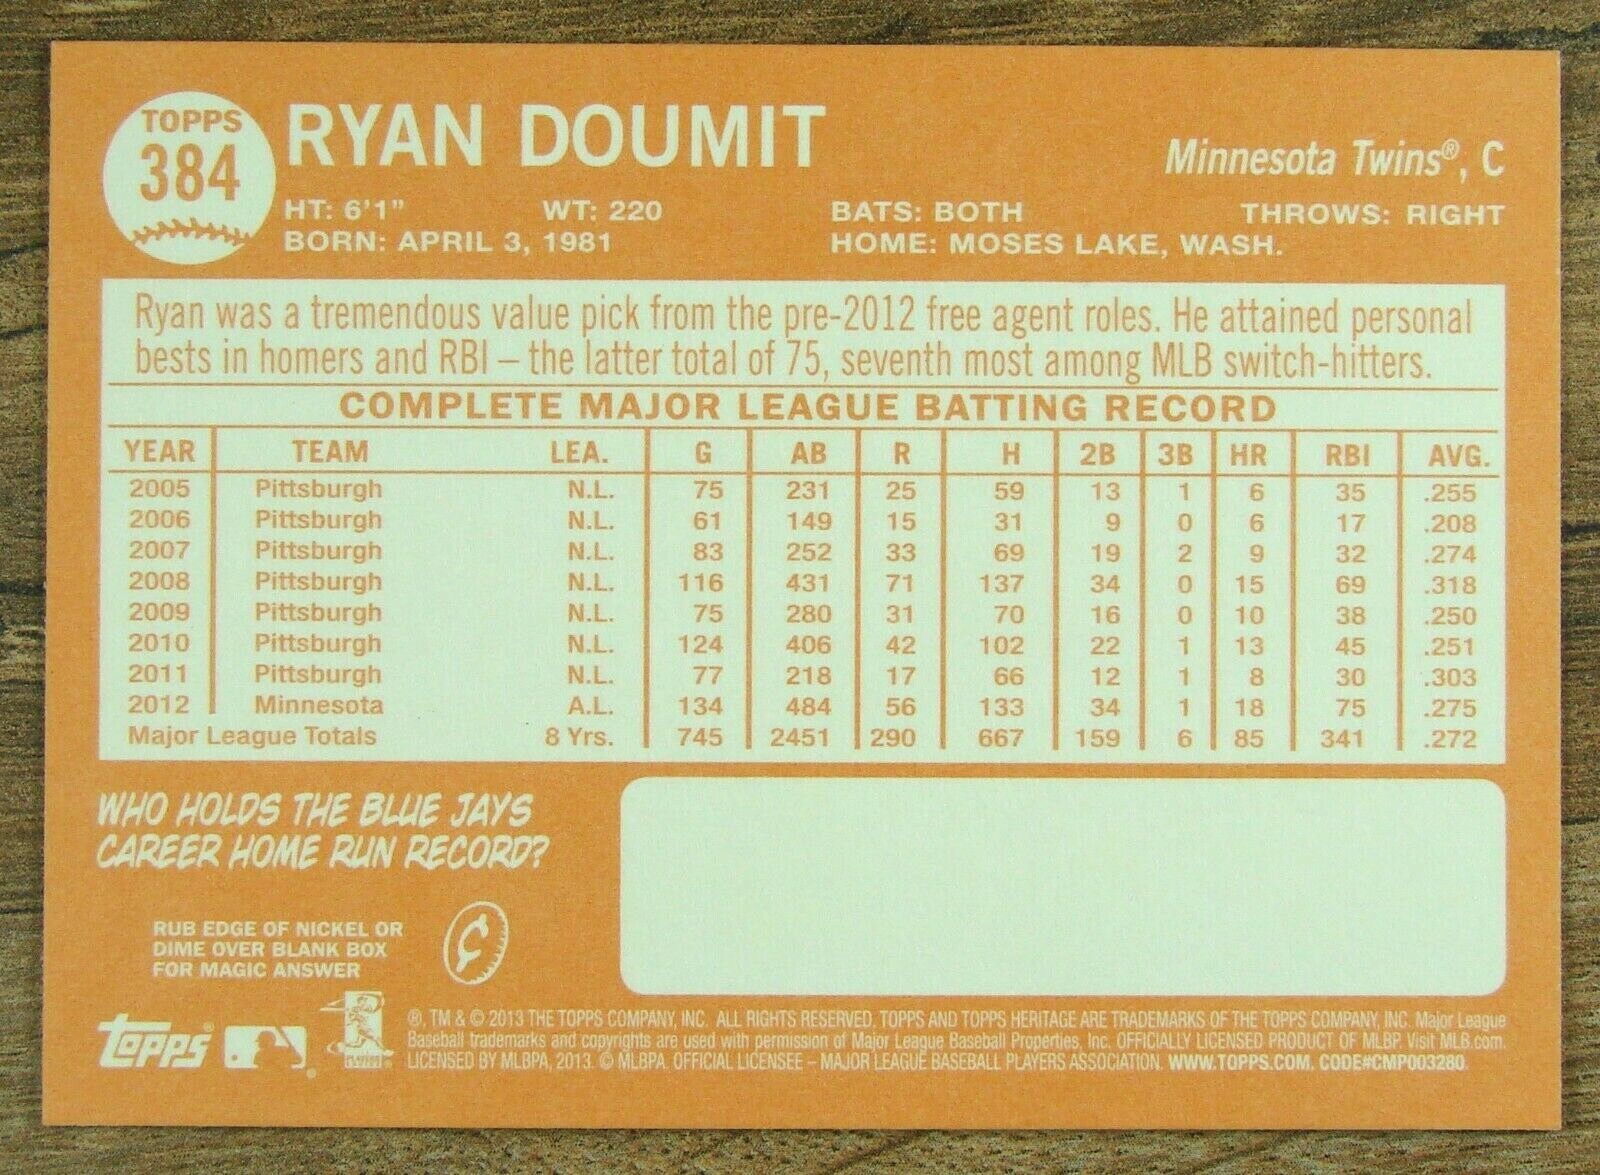 TOPPS
384
RYAN DOUMIT
Minnesota Twins®, C
HT: 6'1" WT: 220 BATS: BOTH THROWS: RIGHT
BORN: APRIL 3, 1981 HOME: MOSES LAKE, WASH.
Ryan was a tremendous value pick from the pre-2012 free agent roles. He attained personal
bests in homers and RBI – the latter total of 75, seventh most among MLB switch-hitters.
COMPLETE MAJOR LEAGUE BATTING RECORD
YEAR TEAM LEA. G AB R H 2B 3B HR RBI AVG.
2005 Pittsburgh N.L. 75 231 25 59 13 1 6 35 .255
2006 Pittsburgh N.L. 61 149 15 31 9 0 6 17 .208
2007 Pittsburgh N.L. 83 252 33 69 19 2 9 32 .274
2008 Pittsburgh N.L. 116 431 71 137 34 0 15 69 .318
2009 Pittsburgh N.L. 75 280 31 70 16 0 10 38 .250
2010 Pittsburgh N.L. 124 406 42 102 22 1 13 45 .251
2011 Pittsburgh N.L. 77 218 17 66 12 1 8 30 .303
2012 Minnesota A.L. 134 484 56 133 34 1 18 75 .275
Major League Totals 8 Yrs. 745 2451 290 667 159 6 85 341 .272
WHO HOLDS THE BLUE JAYS
CAREER HOME RUN RECORD?
RUB EDGE OF NICKEL OR
DIME OVER BLANK BOX
FOR MAGIC ANSWER
¢
Topps®
®, TM & © 2013 THE TOPPS COMPANY, INC. ALL RIGHTS RESERVED. TOPPS AND TOPPS HERITAGE ARE TRADEMARKS OF THE TOPPS COMPANY, INC. Major League
Baseball trademarks and copyrights are used with permission of Major League Baseball Properties, Inc. OFFICIALLY LICENSED PRODUCT OF MLBP. Visit MLB.com.
LICENSED BY MLBPA, 2013. © MLBPA. OFFICIAL LICENSEE – MAJOR LEAGUE BASEBALL PLAYERS ASSOCIATION. WWW.TOPPS.COM. CODE#CMP003280.